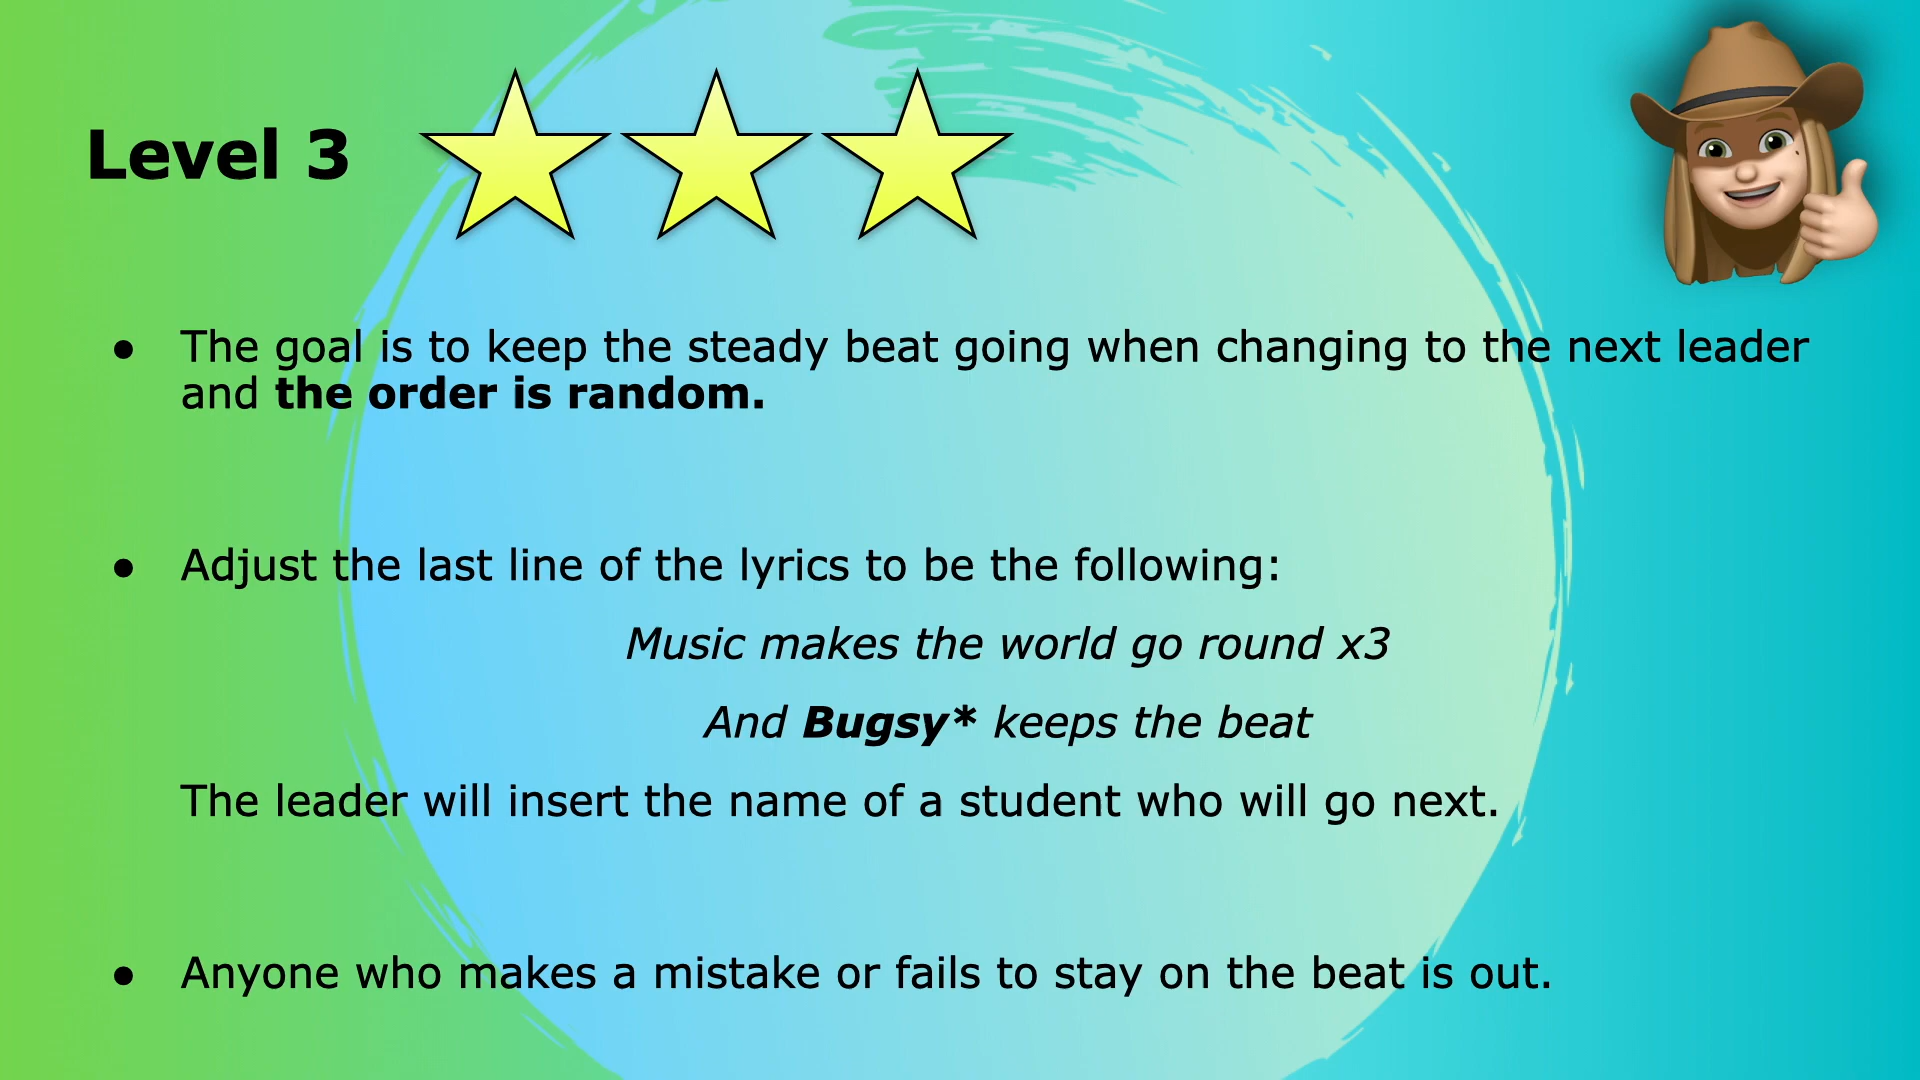 Level 3
● The goal is to keep the steady beat going when changing to the next leader
and the order is random.
● Adjust the last line of the lyrics to be the following:
Music makes the world go round x3
And Bugsy* keeps the beat
The leader will insert the name of a student who will go next.
● Anyone who makes a mistake or fails to stay on the beat is out.